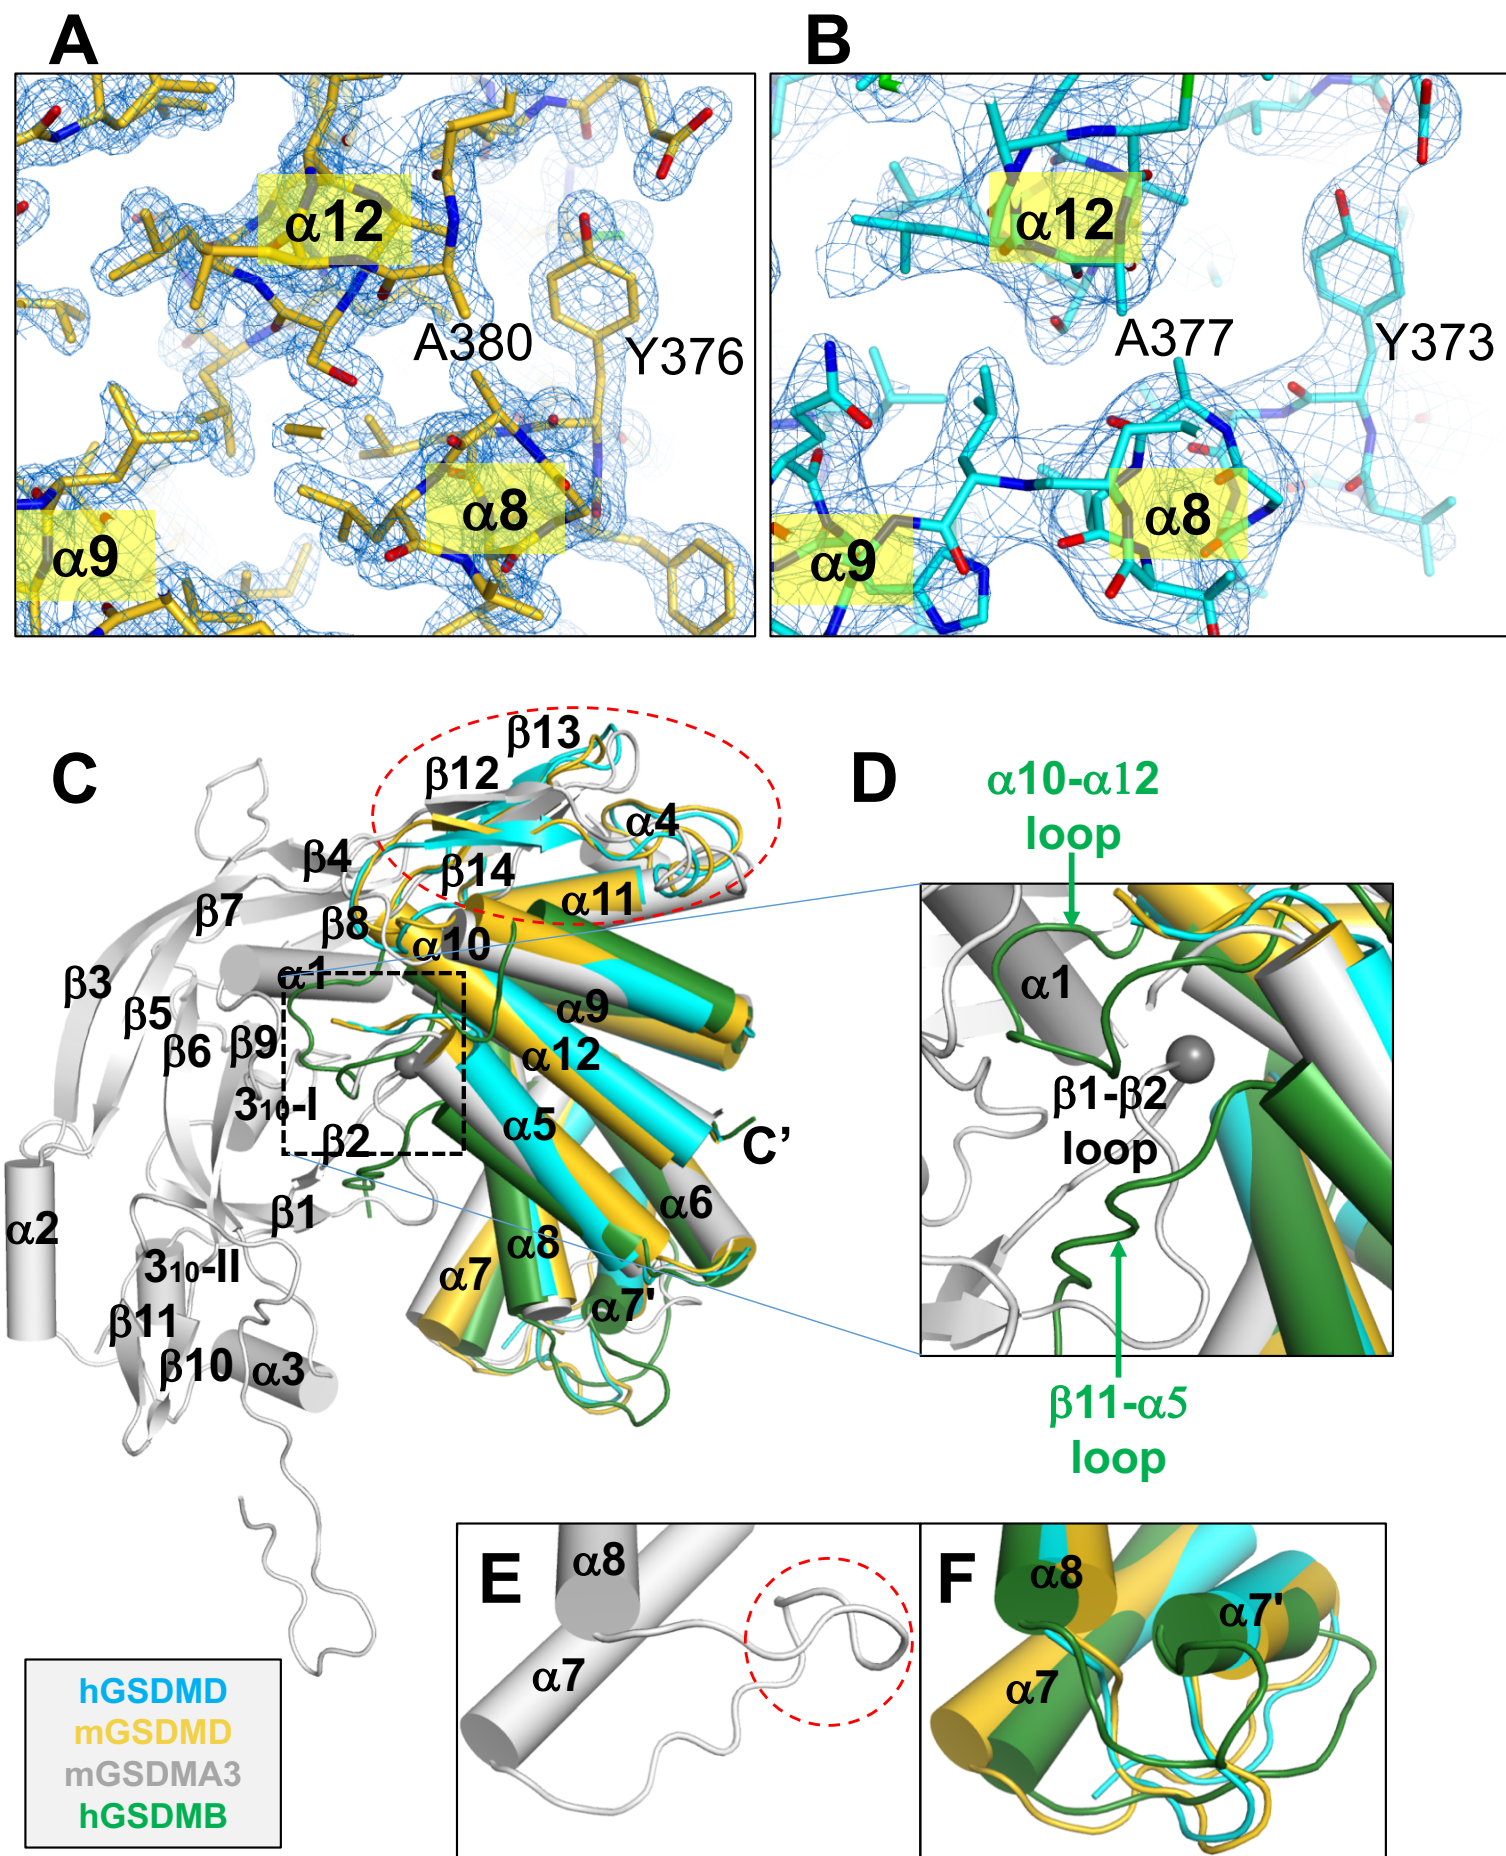 A
B
α12
A380
Y376
α8
α9
α12
A377
Y373
α8
α9
C
β13
β12
α4
β4
β14
α11
β7
β8
α10
β3
α1
β5
α9
β6
β9
α12
3₁₀-I
α5
β2
C’
α2
β1
α6
α8
3₁₀-II
α7
α7'
β11
β10
α3
D
α10-α12
loop
α1
β1-β2
loop
β11-α5
loop
E
α8
α7
F
α8
α7'
α7
hGSDMD
mGSDMD
mGSDMA3
hGSDMB